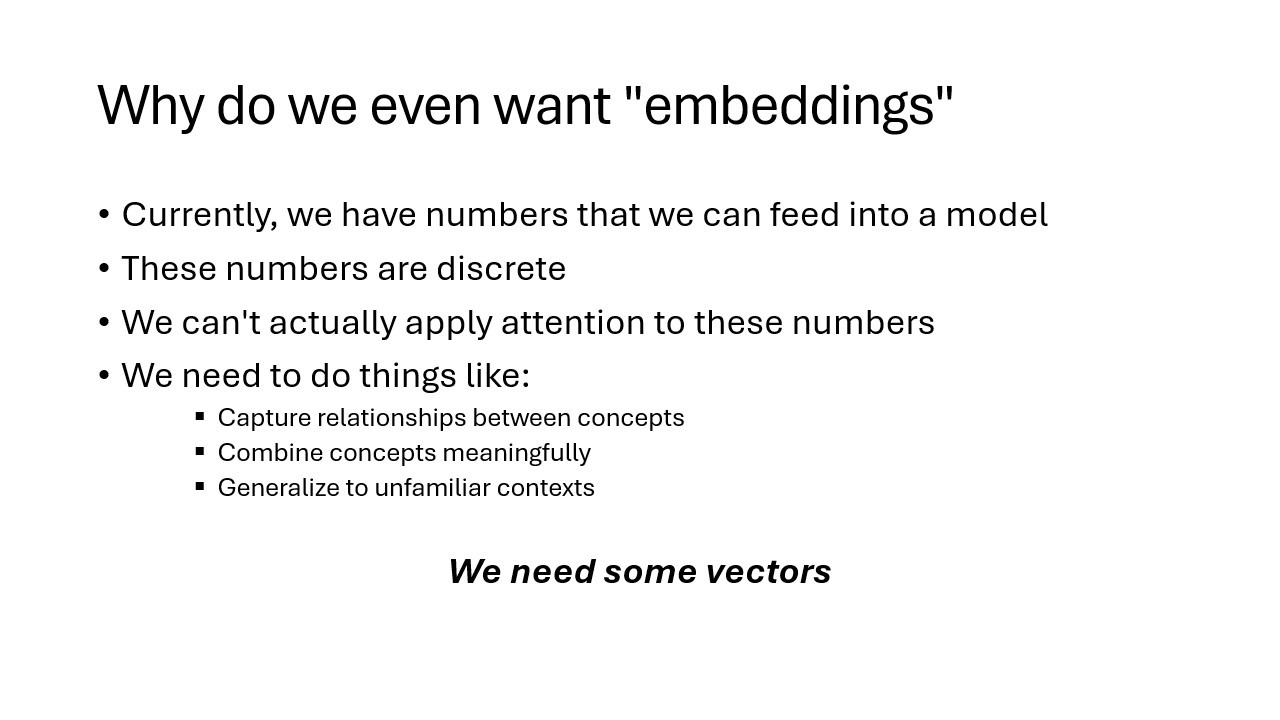 Why do we even want "embeddings"
• Currently, we have numbers that we can feed into a model
• These numbers are discrete
• We can't actually apply attention to these numbers
• We need to do things like:
▪ Capture relationships between concepts
▪ Combine concepts meaningfully
▪ Generalize to unfamiliar contexts
We need some vectors